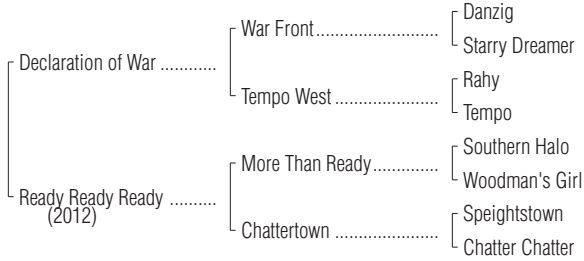 Danzig
War Front..............................
Starry Dreamer
Declaration of War ............
Rahy
Tempo West ........................
Tempo
Southern Halo
More Than Ready...............
Woodman's Girl
Ready Ready Ready ..........
(2012)
Speightstown
Chattertown ........................
Chatter Chatter